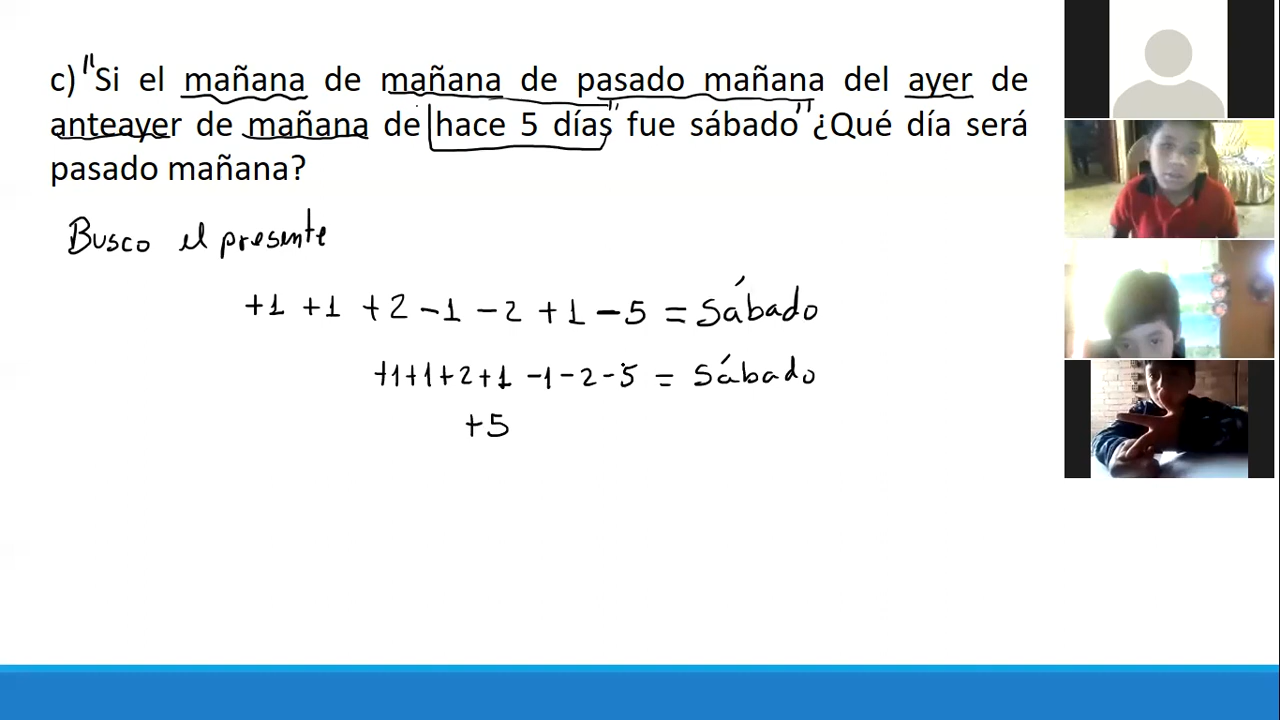 c) "Si el mañana de mañana de pasado mañana del ayer de
anteayer de mañana de hace 5 días" fue sábado" ¿Qué día será
pasado mañana?
Busco el presente
+1 +1 +2 -1 -2 +1 -5 = Sábado
+1+1+2+1 -1-2-5 = Sábado
+5